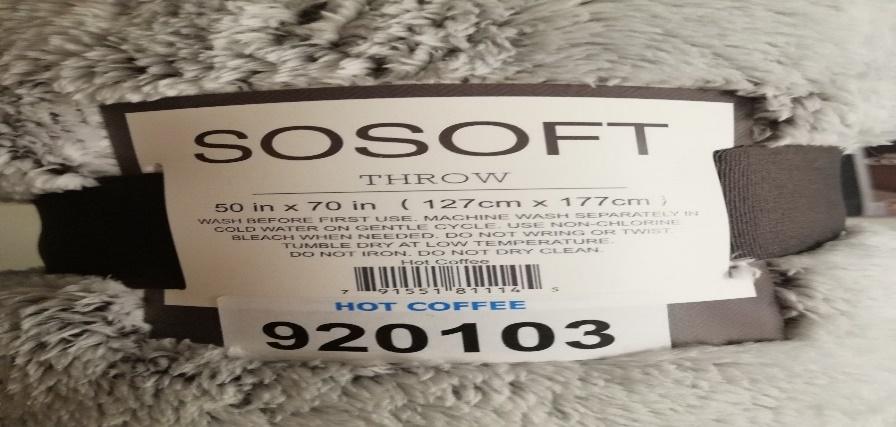 SOSOFT
THROW
50 in x 70 in ( 127cm x 177cm )
WASH BEFORE FIRST USE. MACHINE WASH SEPARATELY IN
COLD WATER ON GENTLE CYCLE. USE NON-CHLORINE
BLEACH WHEN NEEDED. DO NOT WRING OR TWIST.
TUMBLE DRY AT LOW TEMPERATURE.
DO NOT IRON. DO NOT DRY CLEAN.
Hot Coffee
7 91551 81114 5
HOT COFFEE
920103